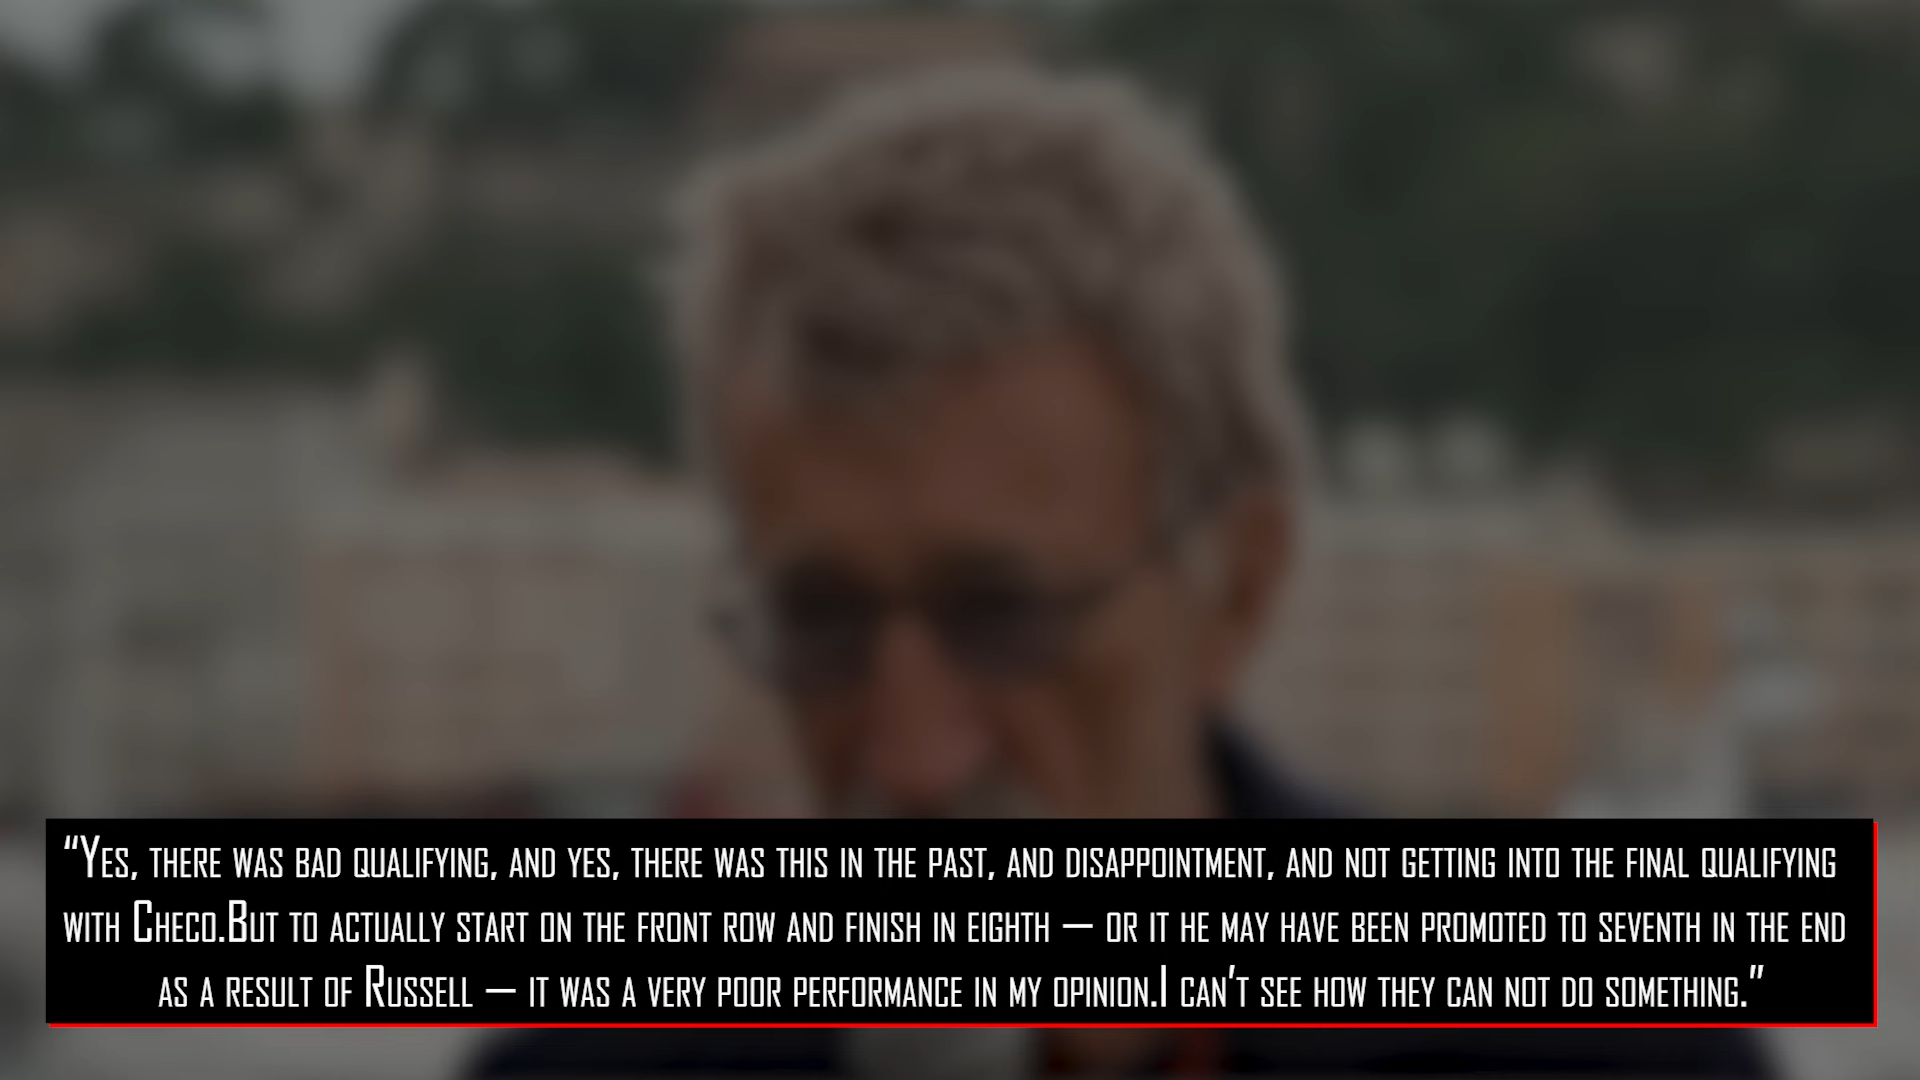 “Yes, there was bad qualifying, and yes, there was this in the past, and disappointment, and not getting into the final qualifying
with Checo.But to actually start on the front row and finish in eighth — or it he may have been promoted to seventh in the end
as a result of Russell — it was a very poor performance in my opinion.I can’t see how they can not do something.”